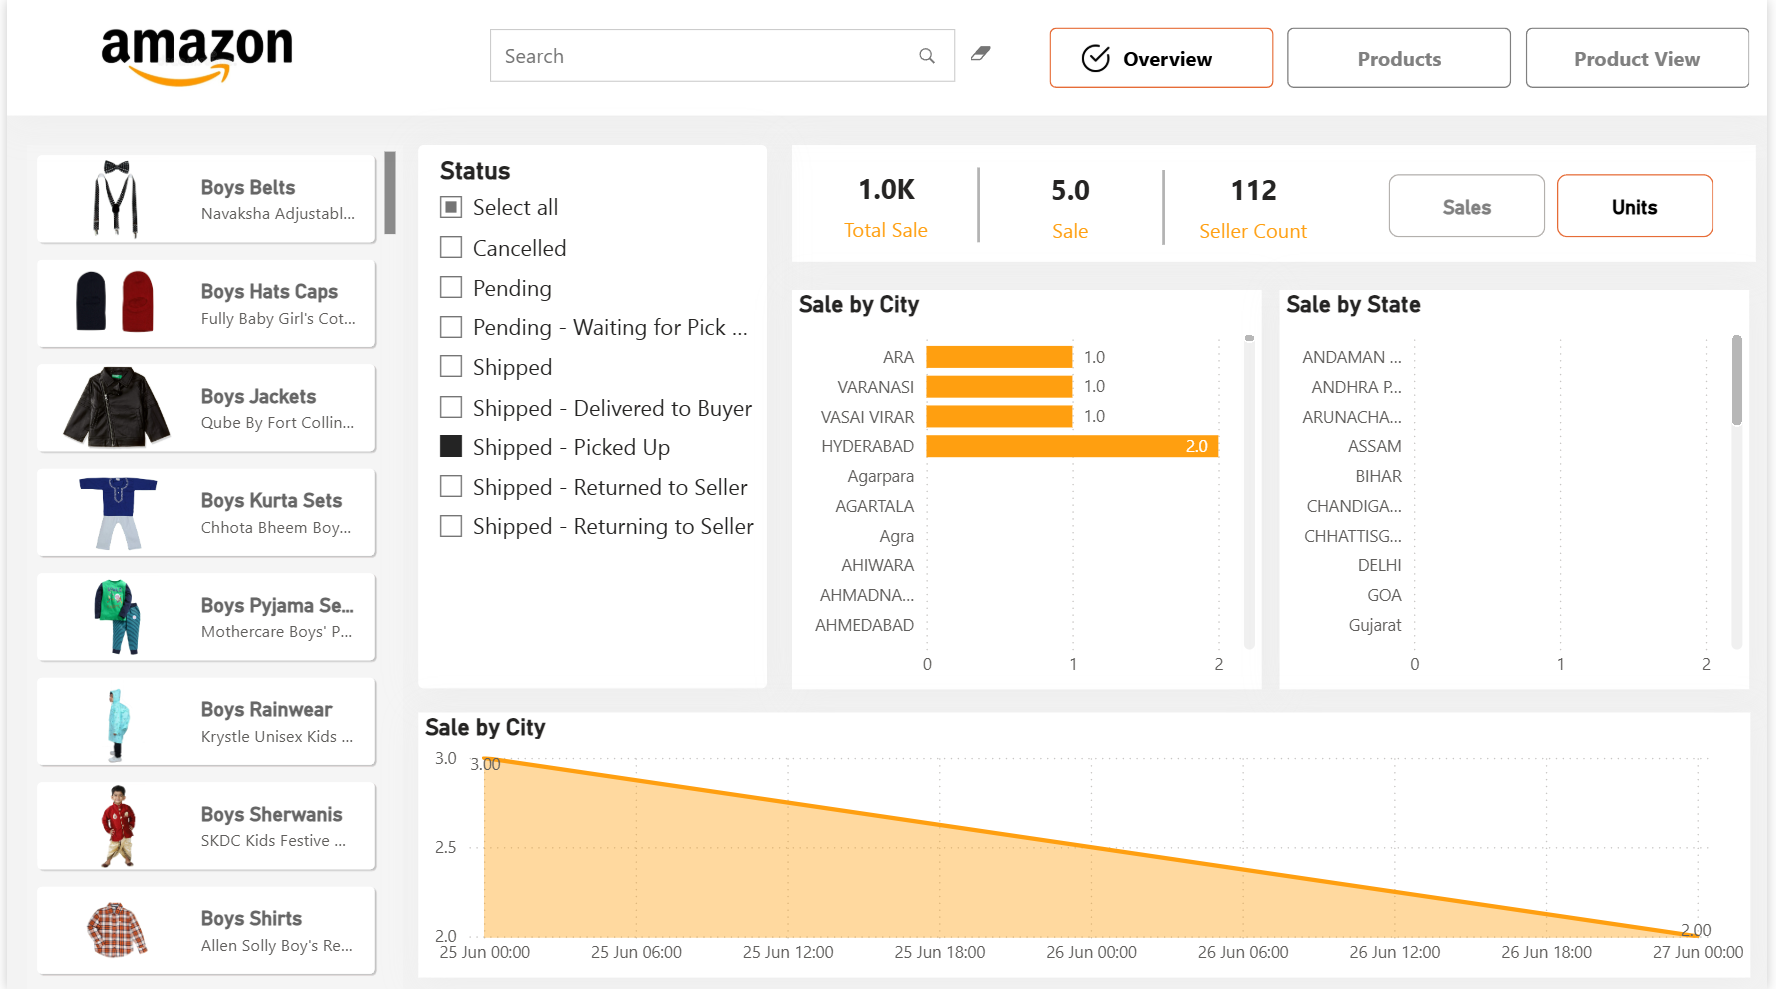 amazon
Search
Overview
Products
Product View
Boys Belts
Navaksha Adjustabl...
Boys Hats Caps
Fully Baby Girl's Cot...
Boys Jackets
Qube By Fort Collin...
Boys Kurta Sets
Chhota Bheem Boy...
Boys Pyjama Se...
Mothercare Boys' P...
Boys Rainwear
Krystle Unisex Kids ...
Boys Sherwanis
SKDC Kids Festive ...
Boys Shirts
Allen Solly Boy's Re...
Status
Select all
Cancelled
Pending
Pending - Waiting for Pick ...
Shipped
Shipped - Delivered to Buyer
Shipped - Picked Up
Shipped - Returned to Seller
Shipped - Returning to Seller
1.0K
Total Sale
5.0
Sale
112
Seller Count
Sales
Units
Sale by City
ARA 1.0
VARANASI 1.0
VASAI VIRAR 1.0
HYDERABAD 2.0
Agarpara
AGARTALA
Agra
AHIWARA
AHMADNA...
AHMEDABAD
0 1 2
Sale by State
ANDAMAN ...
ANDHRA P...
ARUNACHA...
ASSAM
BIHAR
CHANDIGA...
CHHATTISG...
DELHI
GOA
Gujarat
0 1 2
Sale by City
3.0
3.00
2.5
2.0
2.00
25 Jun 00:00 25 Jun 06:00 25 Jun 12:00 25 Jun 18:00 26 Jun 00:00 26 Jun 06:00 26 Jun 12:00 26 Jun 18:00 27 Jun 00:00